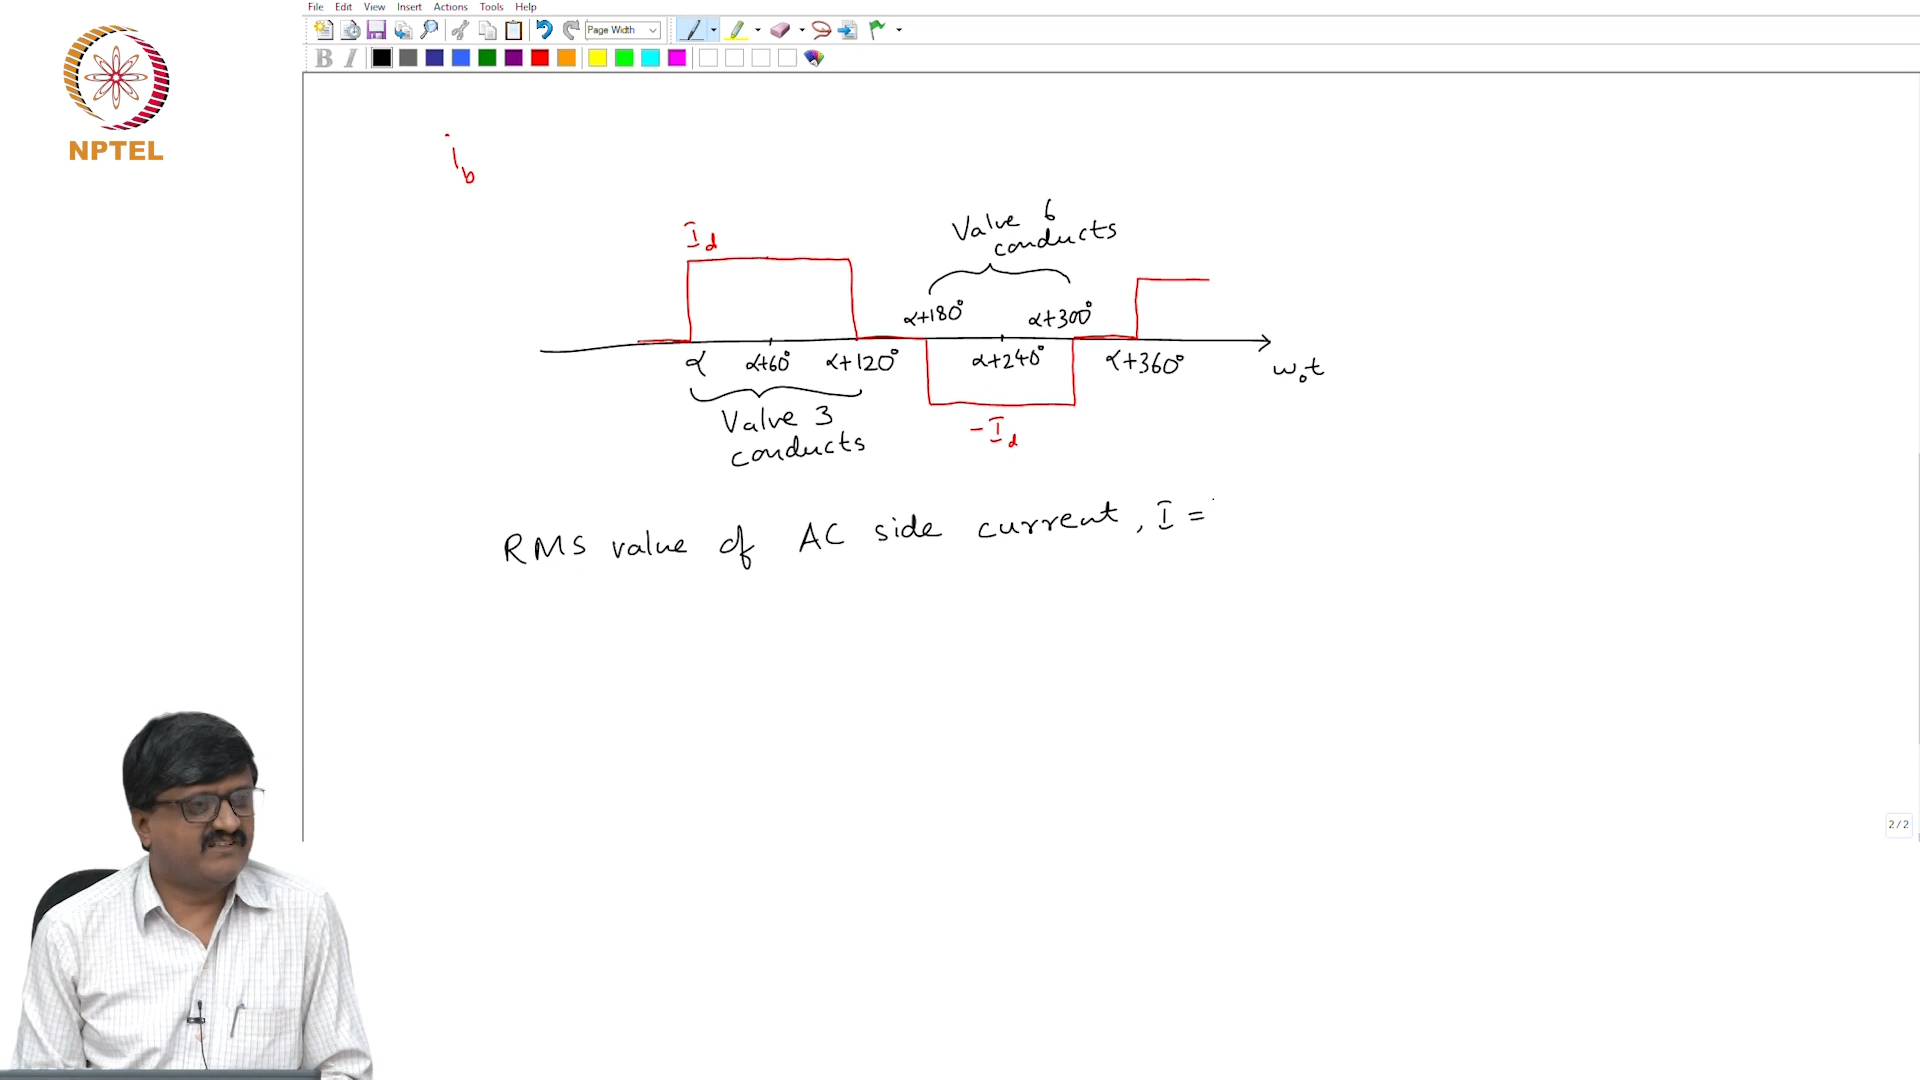 File Edit View Insert Actions Tools Help
Page Width
B I
NPTEL
i_b
I_d
Valve 6
conducts
α+180° α+300°
α α+60° α+120° α+240° α+360°
ω₀t
Valve 3
conducts
-I_d
RMS value of AC side current, I =
2 / 2